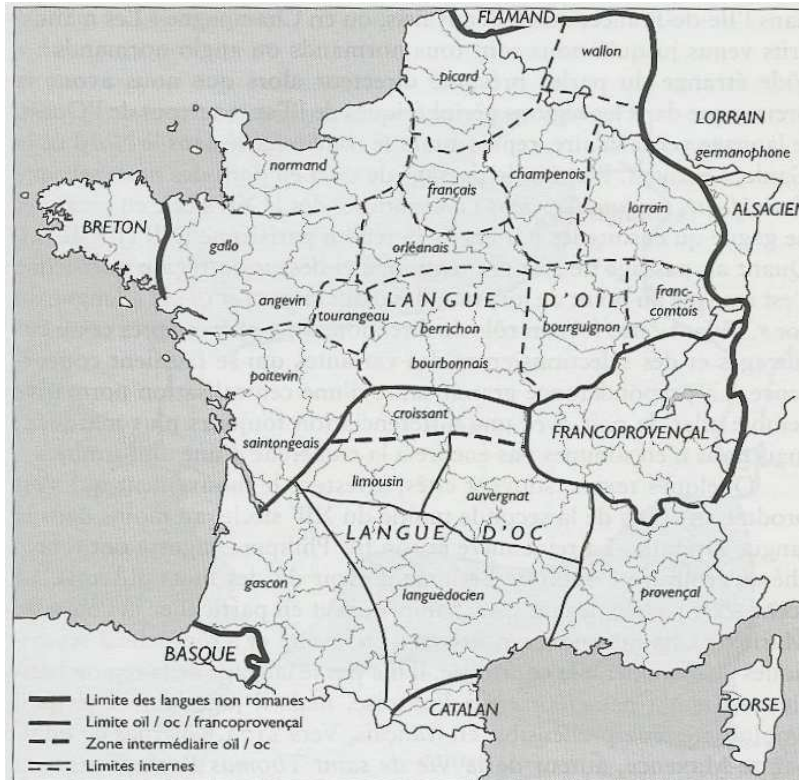 FLAMAND
wallon
picard
LORRAIN
germanophone
normand
champenois
français
ALSACIEN
BRETON
gallo
orléanais
lorrain
angevin
LANGUE D'OÏL
franc-
comtois
tourangeau
berrichon
bourguignon
poitevin
bourbonnais
croissant
FRANCOPROVENÇAL
saintongeais
limousin
auvergnat
LANGUE D'OC
gascon
languedocien
provençal
BASQUE
CATALAN
CORSE
Limite des langues non romanes
Limite oïl / oc / francoprovençal
Zone intermédiaire oïl / oc
Limites internes